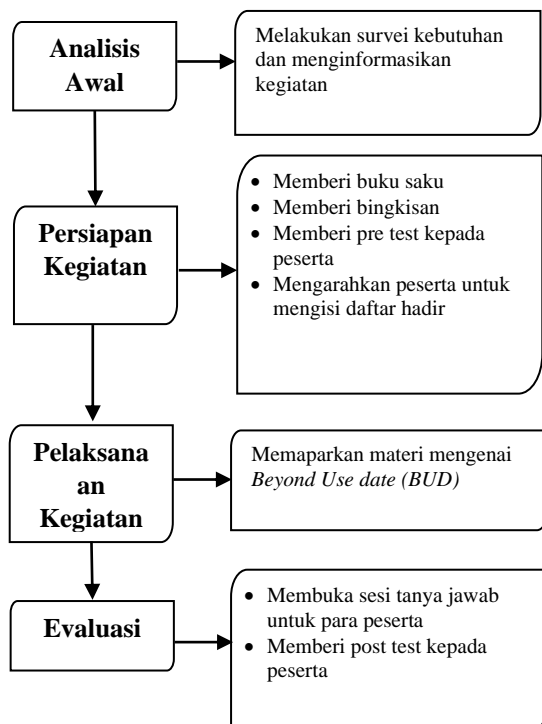 Analisis
Awal
Melakukan survei kebutuhan
dan menginformasikan
kegiatan
Persiapan
Kegiatan
• Memberi buku saku
• Memberi bingkisan
• Memberi pre test kepada
peserta
• Mengarahkan peserta untuk
mengisi daftar hadir
Pelaksana
an
Kegiatan
Memaparkan materi mengenai
Beyond Use date (BUD)
Evaluasi
• Membuka sesi tanya jawab
untuk para peserta
• Memberi post test kepada
peserta